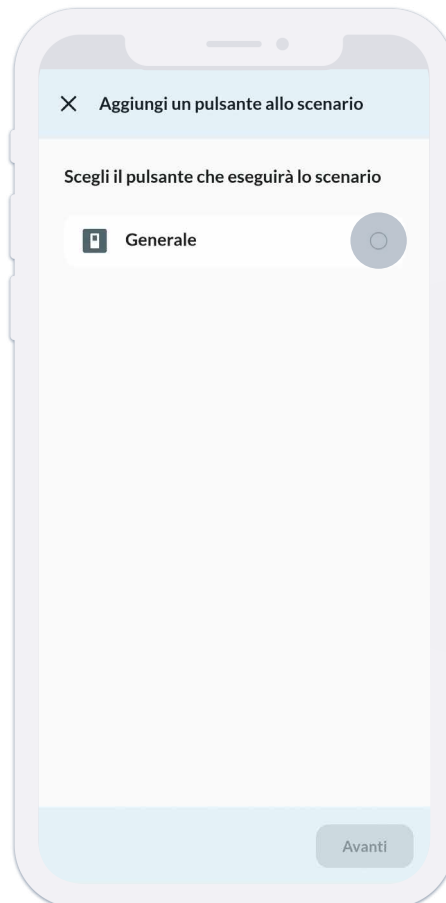 Aggiungi un pulsante allo scenario
Scegli il pulsante che eseguirà lo scenario
Generale
Avanti